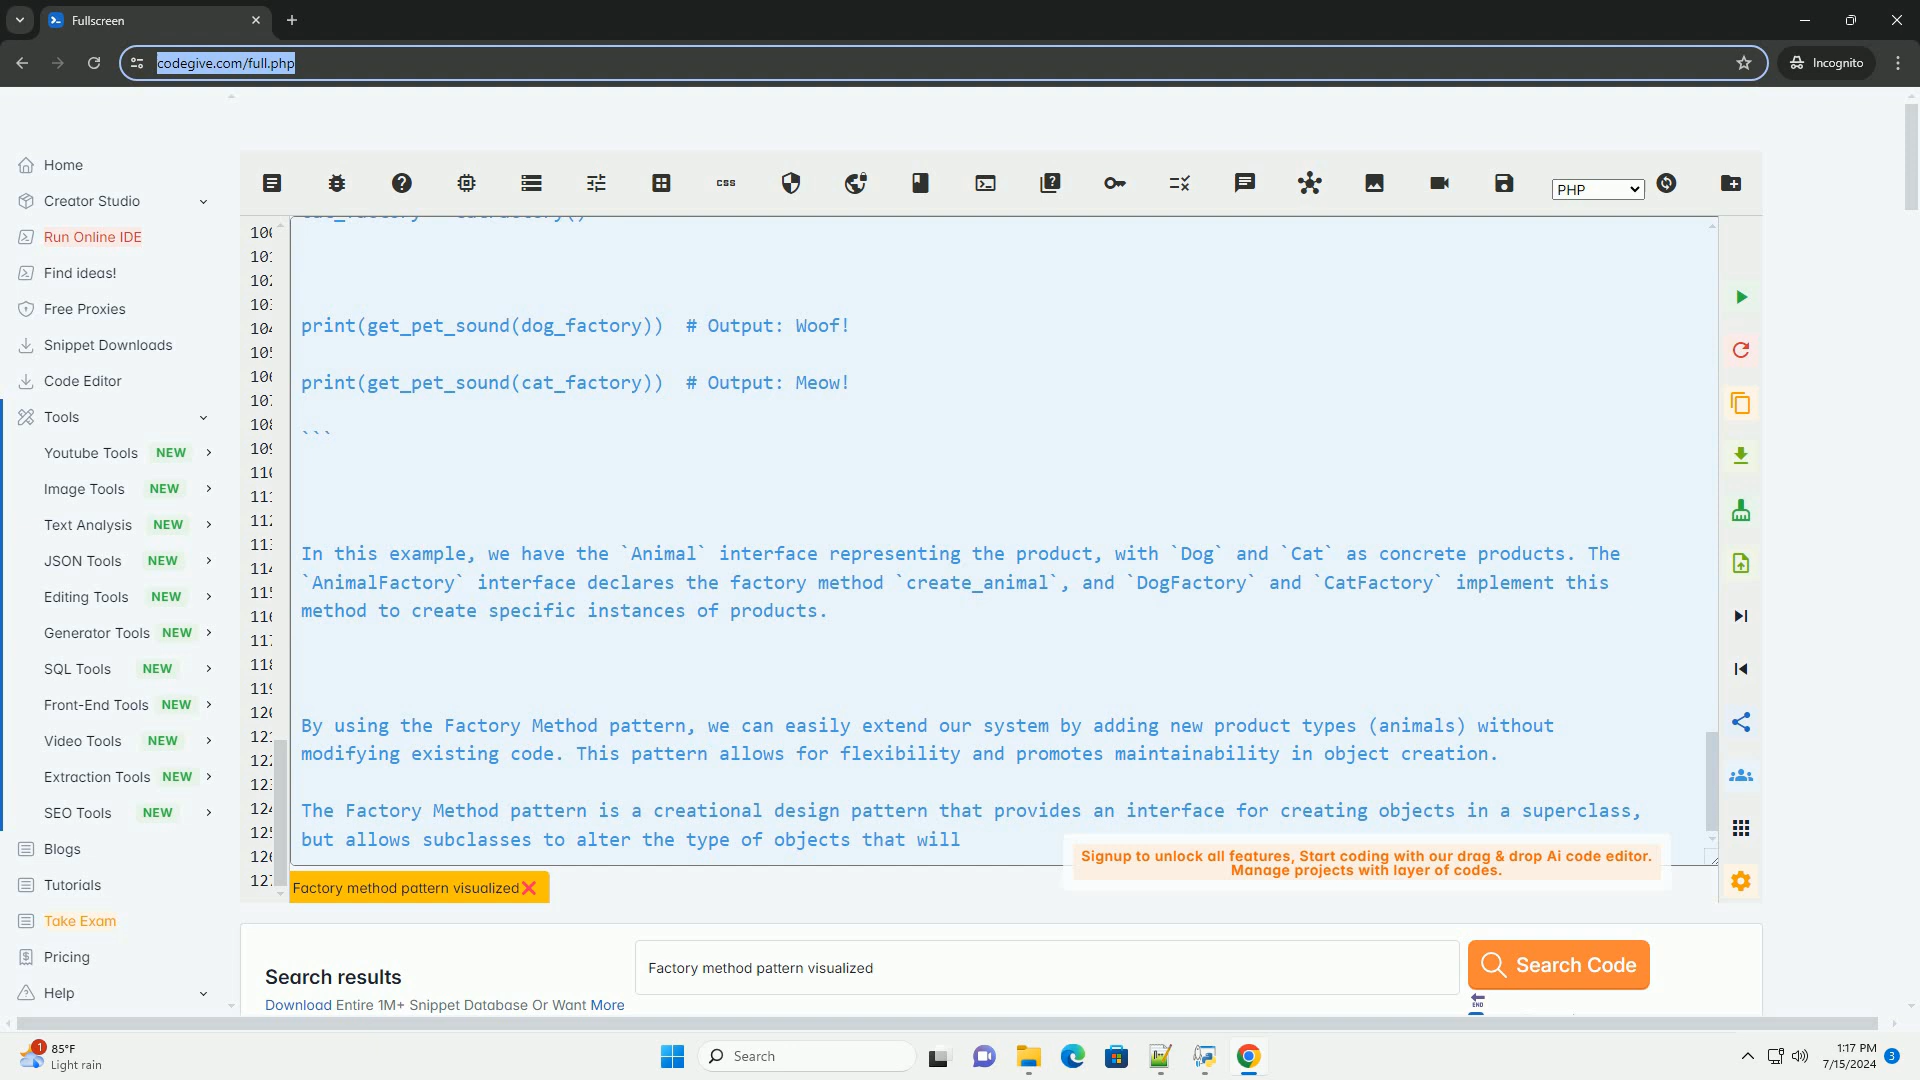 Fullscreen
codegive.com/full.php
Incognito
Home
Creator Studio
Run Online IDE
Find ideas!
Free Proxies
Snippet Downloads
Code Editor
Tools
Youtube Tools NEW
Image Tools NEW
Text Analysis NEW
JSON Tools NEW
Editing Tools NEW
Generator Tools NEW
SQL Tools NEW
Front-End Tools NEW
Video Tools NEW
Extraction Tools NEW
SEO Tools NEW
Blogs
Tutorials
Take Exam
Pricing
Help
css
PHP
print(get_pet_sound(dog_factory))  # Output: Woof!
print(get_pet_sound(cat_factory))  # Output: Meow!
```
In this example, we have the `Animal` interface representing the product, with `Dog` and `Cat` as concrete products. The
`AnimalFactory` interface declares the factory method `create_animal`, and `DogFactory` and `CatFactory` implement this
method to create specific instances of products.
By using the Factory Method pattern, we can easily extend our system by adding new product types (animals) without
modifying existing code. This pattern allows for flexibility and promotes maintainability in object creation.
The Factory Method pattern is a creational design pattern that provides an interface for creating objects in a superclass,
but allows subclasses to alter the type of objects that will
Signup to unlock all features, Start coding with our drag & drop Ai code editor.
Manage projects with layer of codes.
Factory method pattern visualized
Search results
Factory method pattern visualized
Search Code
Download Entire 1M+ Snippet Database Or Want More
END
1
85°F
Light rain
Search
1:17 PM
7/15/2024
3